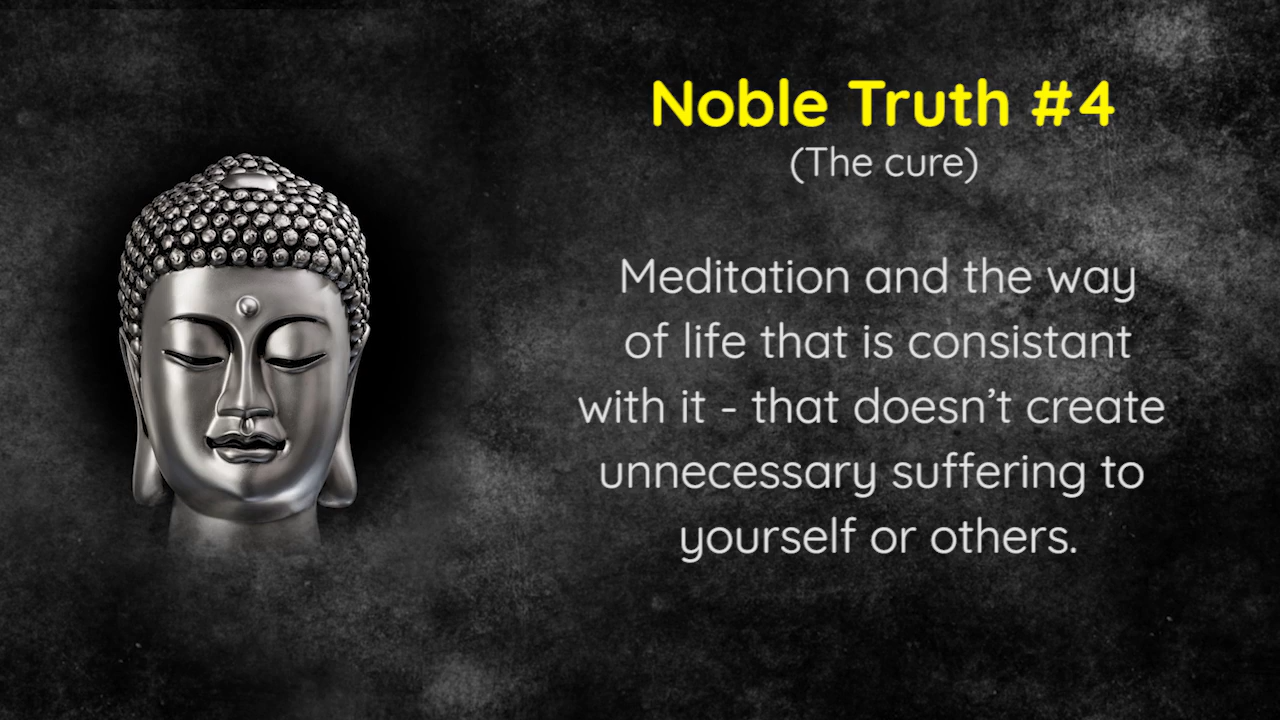 Noble Truth #4
(The cure)
Meditation and the way
of life that is consistant
with it - that doesn’t create
unnecessary suffering to
yourself or others.